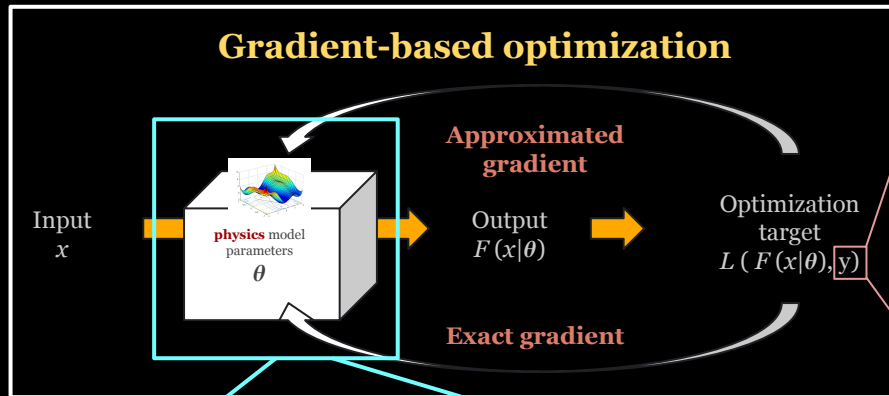 Gradient-based optimization
Approximated
gradient
Input
x
physics model
parameters
θ
Output
F(x|θ)
Optimization
target
L ( F(x|θ), y)
Exact gradient